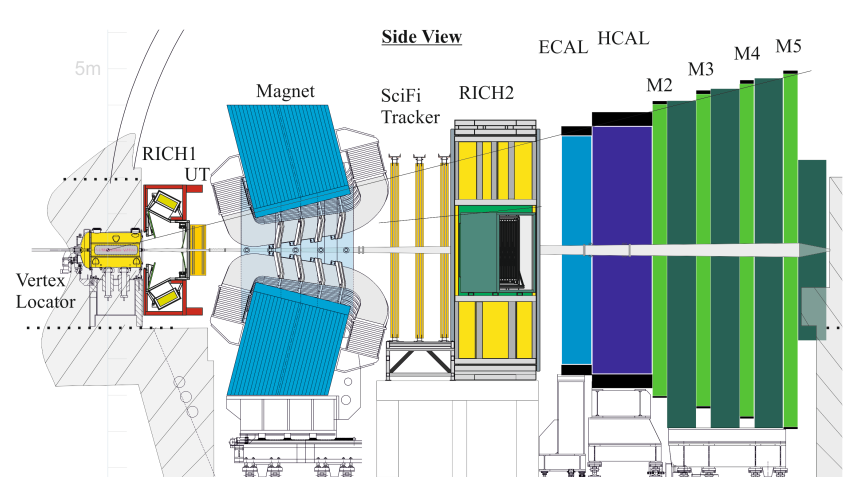 Side View
ECAL
HCAL
M2
M3
M4
M5
5m
Magnet
SciFi
Tracker
RICH2
RICH1
UT
Vertex
Locator